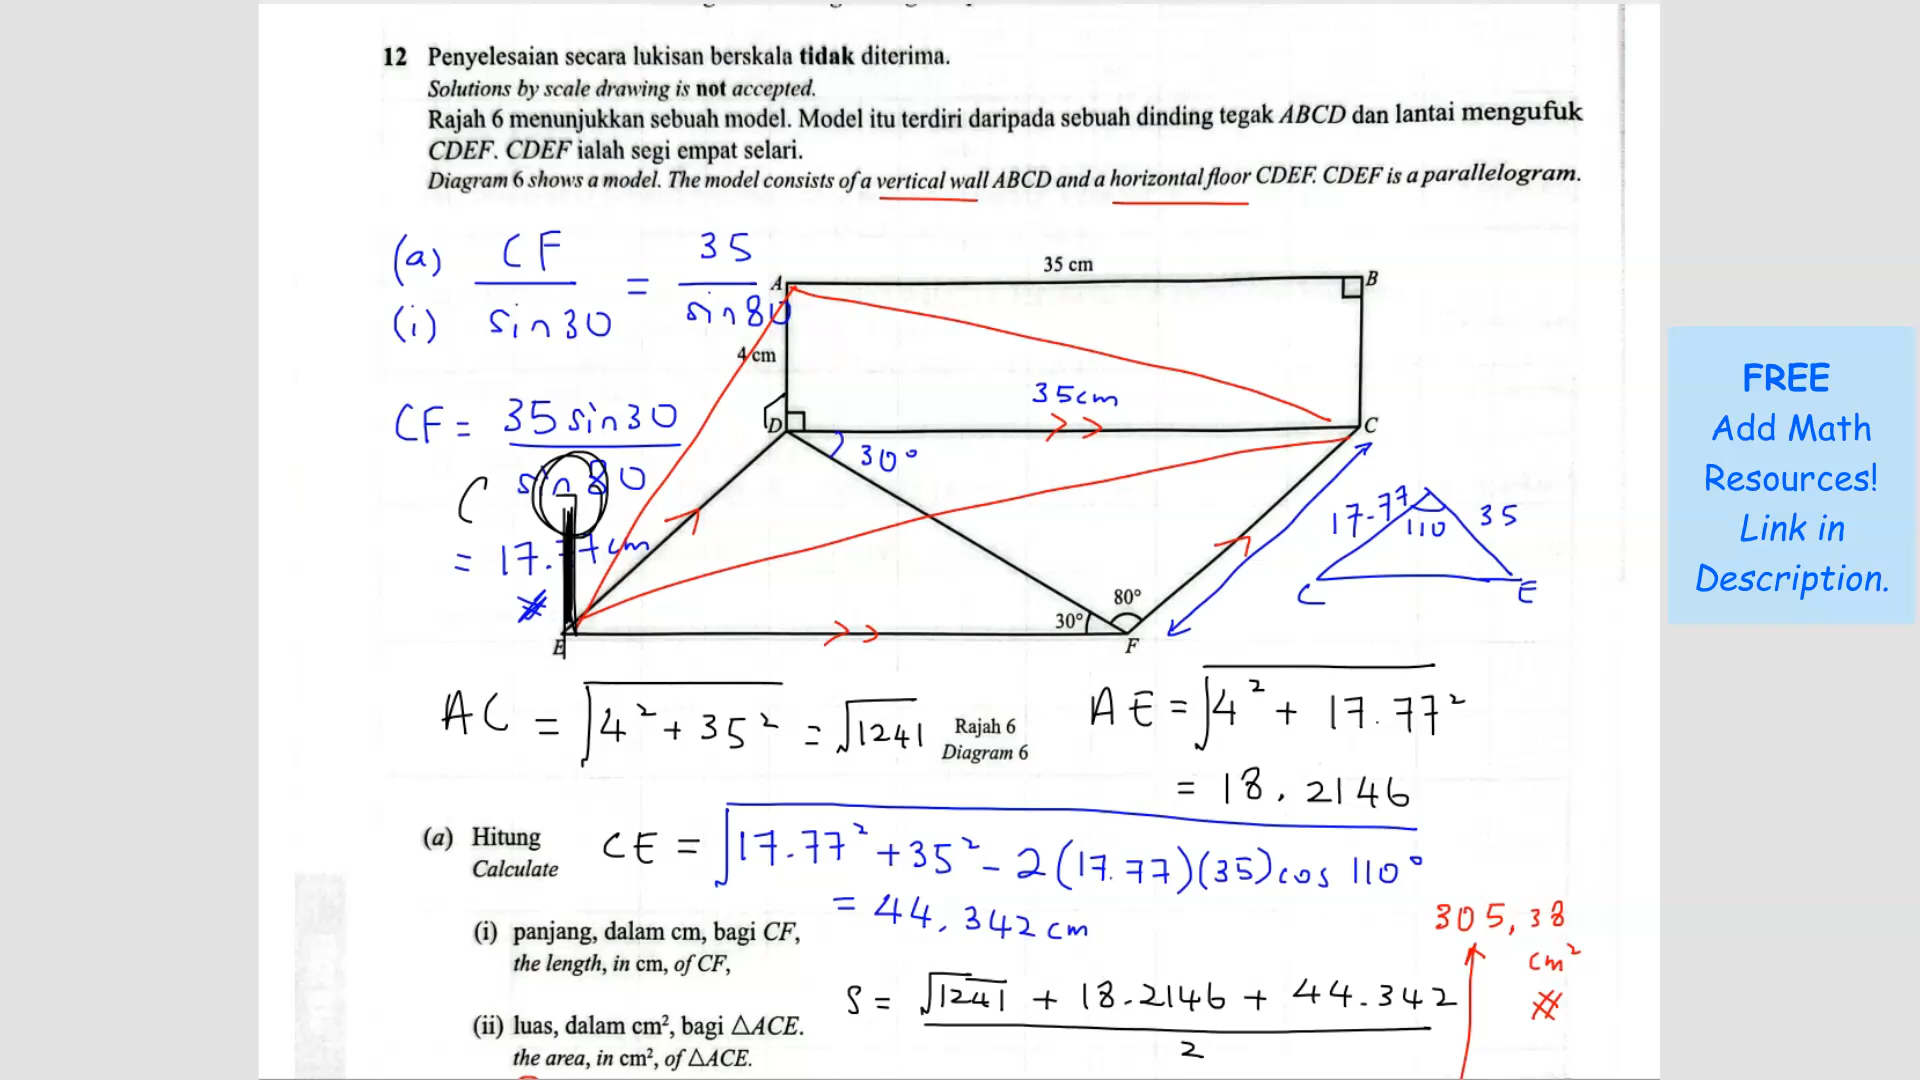 12 Penyelesaian secara lukisan berskala tidak diterima.
Solutions by scale drawing is not accepted.
Rajah 6 menunjukkan sebuah model. Model itu terdiri daripada sebuah dinding tegak ABCD dan lantai mengufuk
CDEF. CDEF ialah segi empat selari.
Diagram 6 shows a model. The model consists of a vertical wall ABCD and a horizontal floor CDEF. CDEF is a parallelogram.
(a) CF / sin30 = 35 / sin80
(i)
CF = 35 sin30 / sin80
C
= 17.77cm
A
35 cm
B
4 cm
35cm
D
C
30°
17.77
110
35
C
E
80°
30°
E
F
AC = √4² + 35² = √1241
Rajah 6
Diagram 6
AE = √4² + 17.77²
= 18.2146
(a) Hitung
Calculate
CE = √17.77² + 35² - 2(17.77)(35)cos 110°
= 44.342cm
(i) panjang, dalam cm, bagi CF,
the length, in cm, of CF,
305.38
cm²
S = √1241 + 18.2146 + 44.342 / 2
(ii) luas, dalam cm², bagi △ACE.
the area, in cm², of △ACE.
FREE
Add Math
Resources!
Link in
Description.